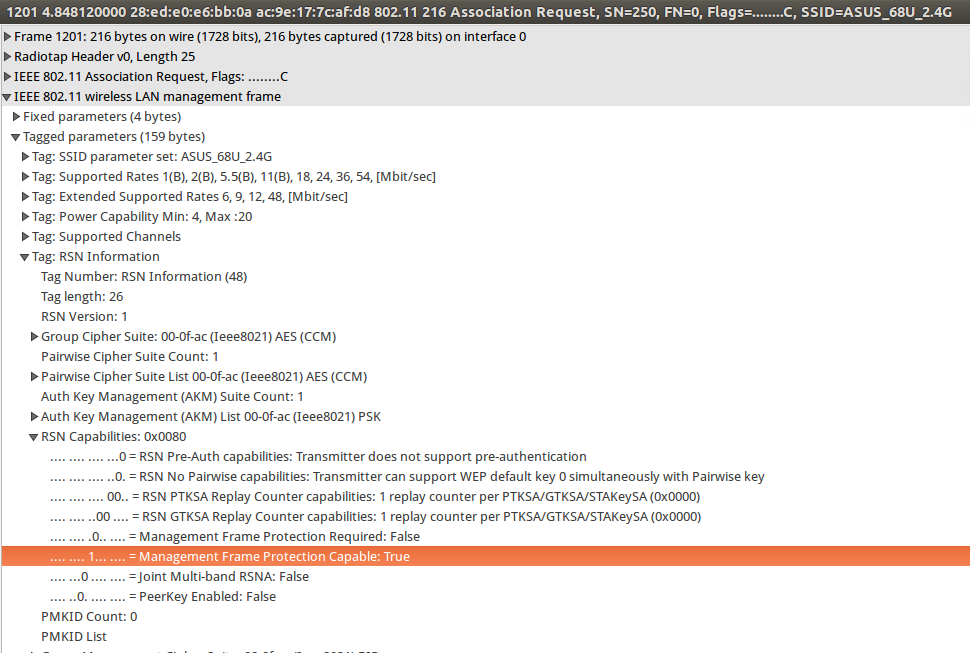 1201 4.848120000 28:ed:e0:e6:bb:0a ac:9e:17:7c:af:d8 802.11 216 Association Request, SN=250, FN=0, Flags=........C, SSID=ASUS_68U_2.4G
Frame 1201: 216 bytes on wire (1728 bits), 216 bytes captured (1728 bits) on interface 0
Radiotap Header v0, Length 25
IEEE 802.11 Association Request, Flags: ........C
IEEE 802.11 wireless LAN management frame
Fixed parameters (4 bytes)
Tagged parameters (159 bytes)
Tag: SSID parameter set: ASUS_68U_2.4G
Tag: Supported Rates 1(B), 2(B), 5.5(B), 11(B), 18, 24, 36, 54, [Mbit/sec]
Tag: Extended Supported Rates 6, 9, 12, 48, [Mbit/sec]
Tag: Power Capability Min: 4, Max :20
Tag: Supported Channels
Tag: RSN Information
Tag Number: RSN Information (48)
Tag length: 26
RSN Version: 1
Group Cipher Suite: 00-0f-ac (Ieee8021) AES (CCM)
Pairwise Cipher Suite Count: 1
Pairwise Cipher Suite List 00-0f-ac (Ieee8021) AES (CCM)
Auth Key Management (AKM) Suite Count: 1
Auth Key Management (AKM) List 00-0f-ac (Ieee8021) PSK
RSN Capabilities: 0x0080
.... .... .... ...0 = RSN Pre-Auth capabilities: Transmitter does not support pre-authentication
.... .... .... ..0. = RSN No Pairwise capabilities: Transmitter can support WEP default key 0 simultaneously with Pairwise key
.... .... .... 00.. = RSN PTKSA Replay Counter capabilities: 1 replay counter per PTKSA/GTKSA/STAKeySA (0x0000)
.... .... ..00 .... = RSN GTKSA Replay Counter capabilities: 1 replay counter per PTKSA/GTKSA/STAKeySA (0x0000)
.... .... .0.. .... = Management Frame Protection Required: False
.... .... 1... .... = Management Frame Protection Capable: True
.... ...0 .... .... = Joint Multi-band RSNA: False
.... ..0. .... .... = PeerKey Enabled: False
PMKID Count: 0
PMKID List